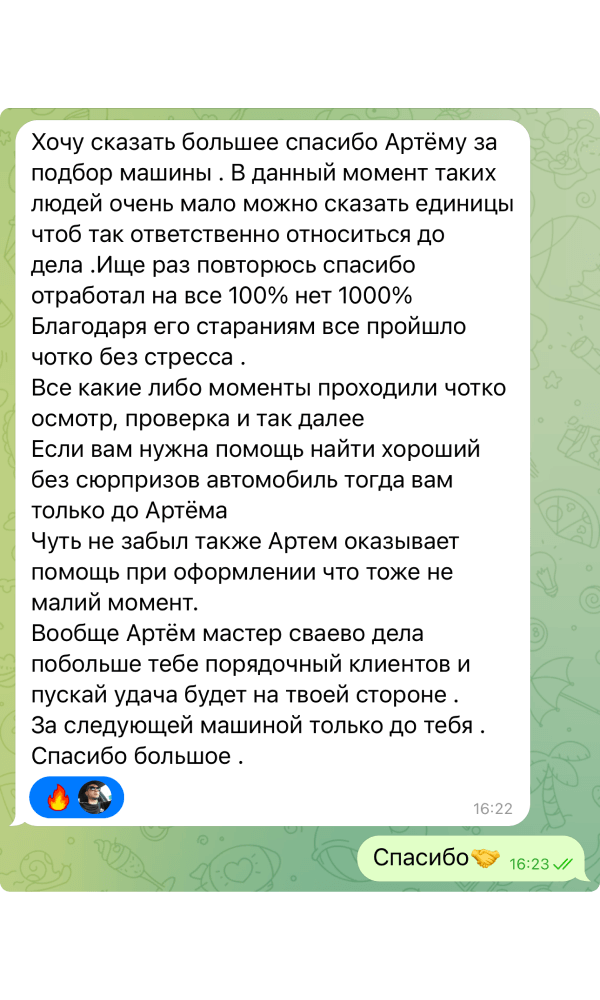 Хочу сказать большее спасибо Артёму за
подбор машины . В данный момент таких
людей очень мало можно сказать единицы
чтоб так ответственно относиться до
дела .Ище раз повторюсь спасибо
отработал на все 100% нет 1000%
Благодаря его стараниям все пройшло
чотко без стресса .
Все какие либо моменты проходили чотко
осмотр, проверка и так далее
Если вам нужна помощь найти хороший
без сюрпризов автомобиль тогда вам
только до Артёма
Чуть не забыл также Артем оказывает
помощь при оформлении что тоже не
малий момент.
Вообще Артём мастер сваево дела
побольше тебе порядочный клиентов и
пускай удача будет на твоей стороне .
За следующей машиной только до тебя .
Спасибо большое .
🔥
16:22
Спасибо🤝 16:23